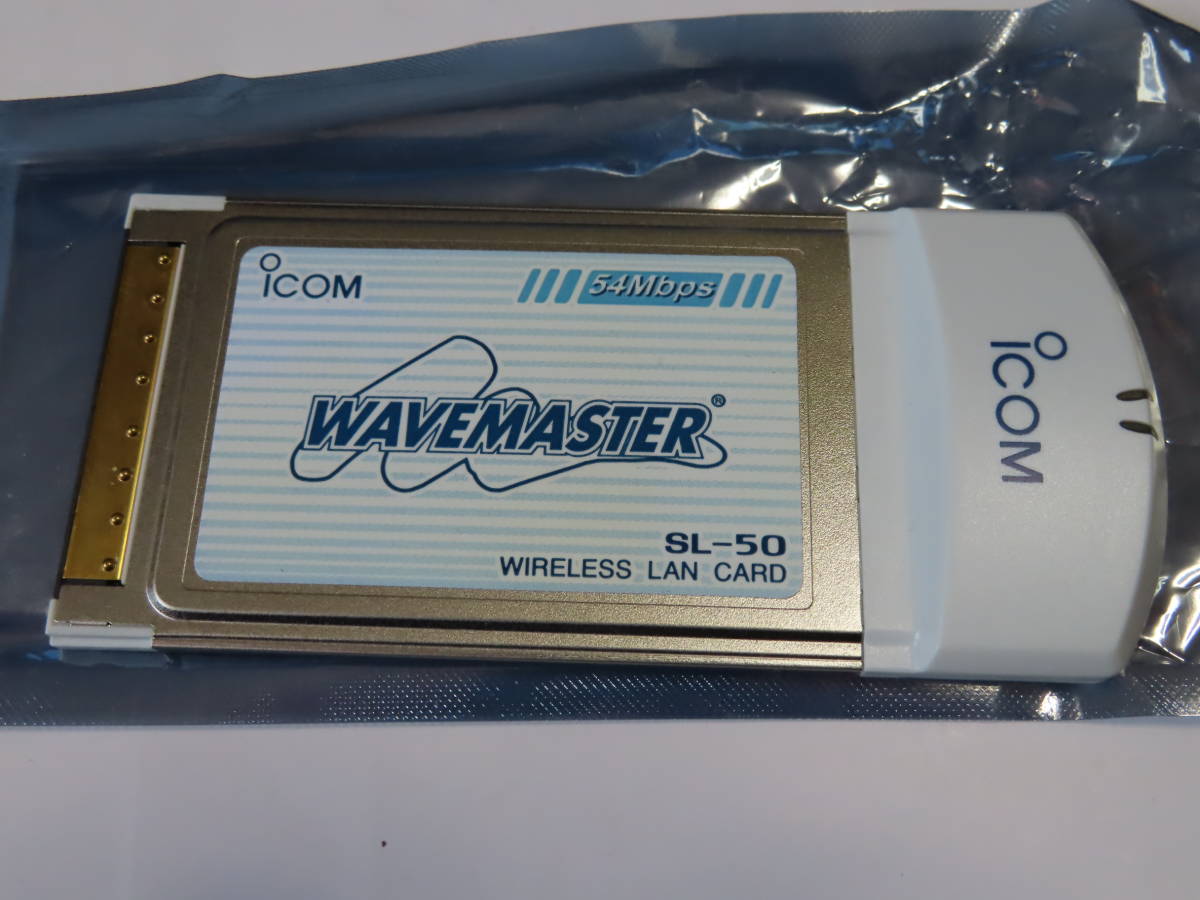 ICOM
54Mbps
WAVEMASTER®
SL-50
WIRELESS LAN CARD
ICOM